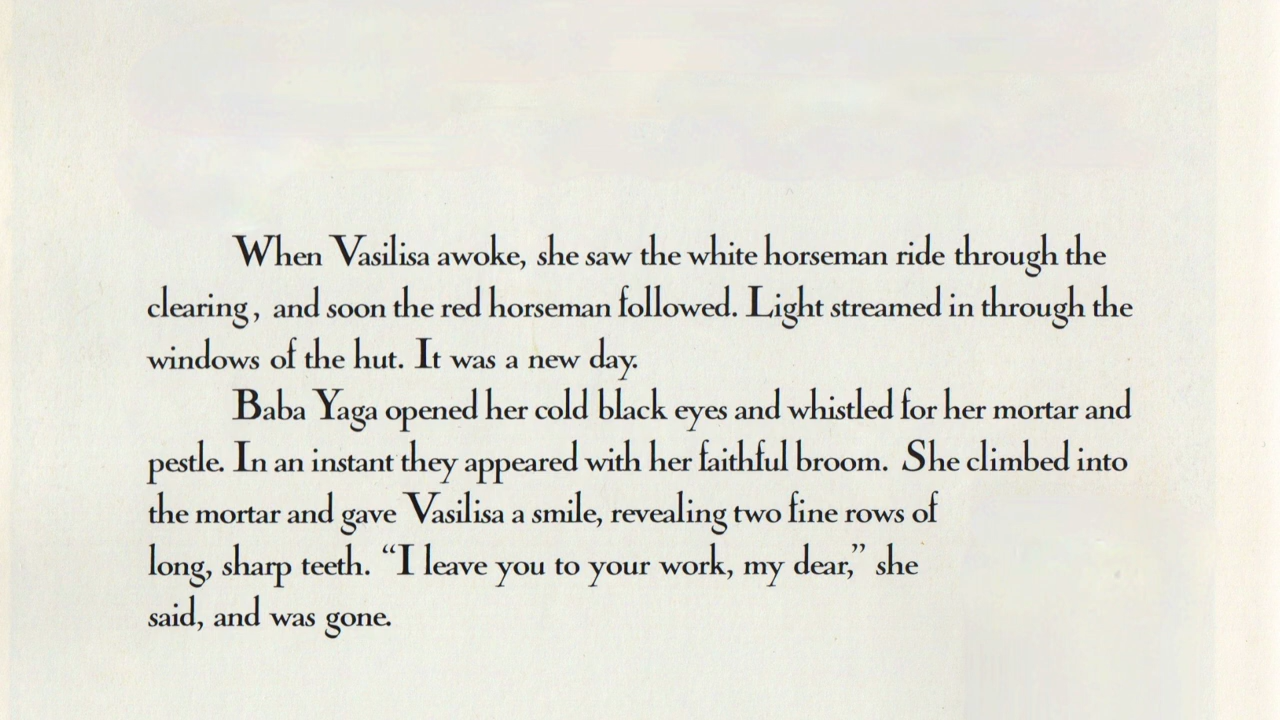 When Vasilisa awoke, she saw the white horseman ride through the
clearing, and soon the red horseman followed. Light streamed in through the
windows of the hut. It was a new day.
Baba Yaga opened her cold black eyes and whistled for her mortar and
pestle. In an instant they appeared with her faithful broom. She climbed into
the mortar and gave Vasilisa a smile, revealing two fine rows of
long, sharp teeth. “I leave you to your work, my dear,” she
said, and was gone.